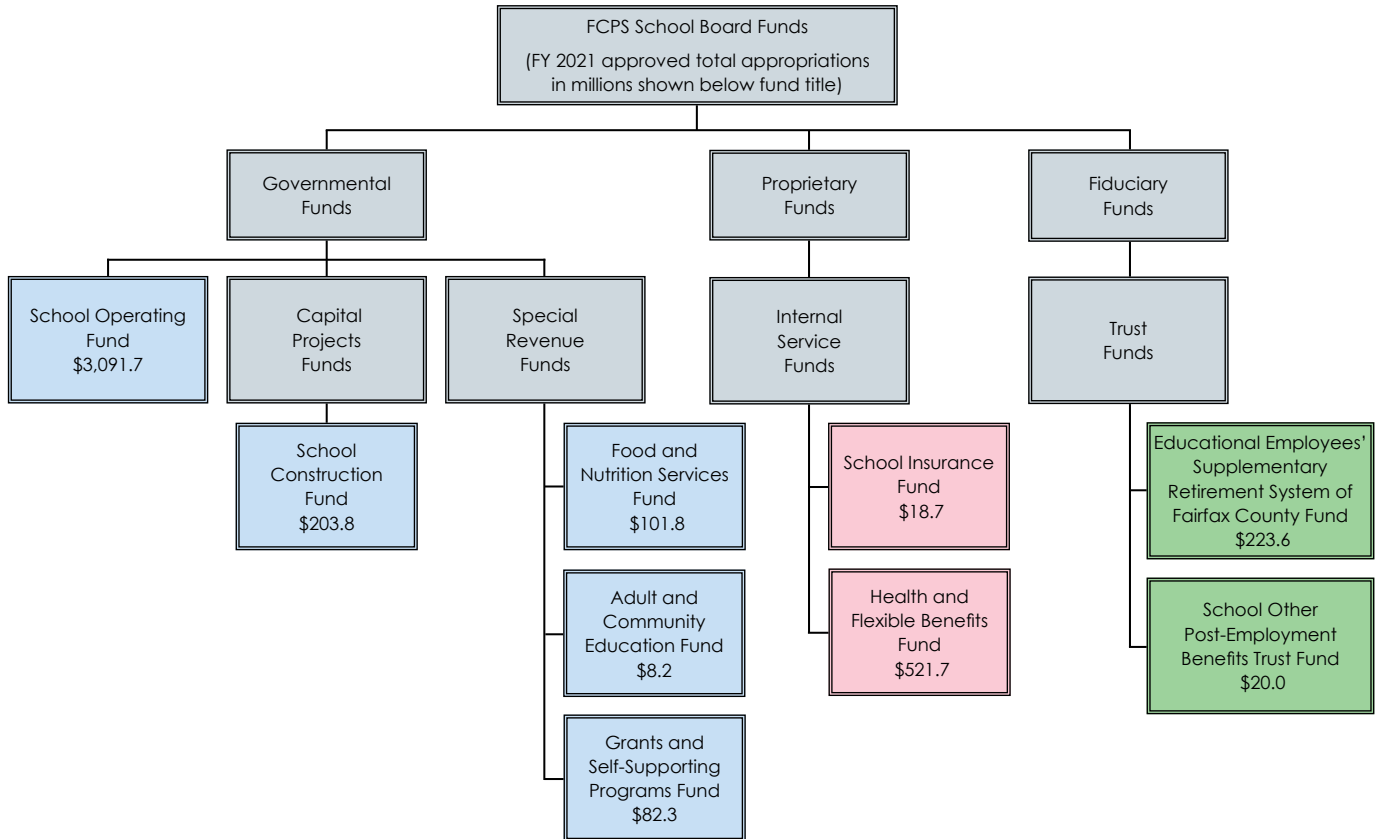 FCPS School Board Funds
(FY 2021 approved total appropriations
in millions shown below fund title)
Governmental
Funds
Proprietary
Funds
Fiduciary
Funds
School Operating
Fund
$3,091.7
Capital
Projects
Funds
Special
Revenue
Funds
Internal
Service
Funds
Trust
Funds
School
Construction
Fund
$203.8
Food and
Nutrition Services
Fund
$101.8
School Insurance
Fund
$18.7
Educational Employees’
Supplementary
Retirement System of
Fairfax County Fund
$223.6
Adult and
Community
Education Fund
$8.2
Health and
Flexible Benefits
Fund
$521.7
School Other
Post-Employment
Benefits Trust Fund
$20.0
Grants and
Self-Supporting
Programs Fund
$82.3